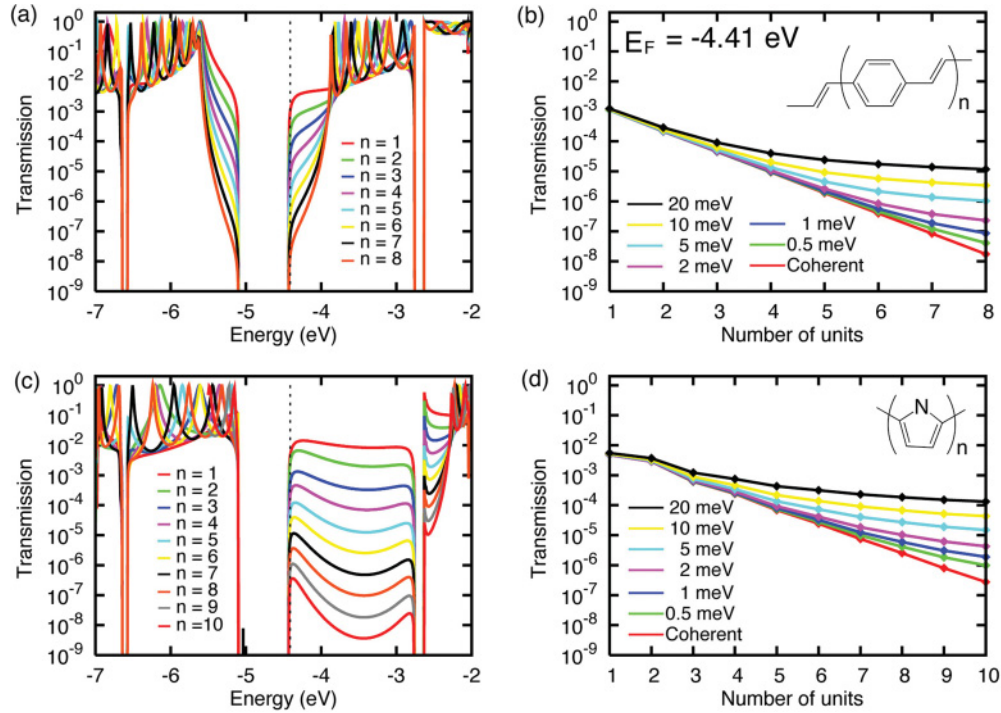 (a)
Transmission
10^0
10^-1
10^-2
10^-3
10^-4
10^-5
10^-6
10^-7
10^-8
10^-9
n = 1
n = 2
n = 3
n = 4
n = 5
n = 6
n = 7
n = 8
-7 -6 -5 -4 -3 -2
Energy (eV)
(b)
E_F = -4.41 eV
n
Transmission
10^0
10^-1
10^-2
10^-3
10^-4
10^-5
10^-6
10^-7
10^-8
10^-9
20 meV
10 meV
5 meV
2 meV
1 meV
0.5 meV
Coherent
1 2 3 4 5 6 7 8
Number of units
(c)
Transmission
10^0
10^-1
10^-2
10^-3
10^-4
10^-5
10^-6
10^-7
10^-8
10^-9
n = 1
n = 2
n = 3
n = 4
n = 5
n = 6
n = 7
n = 8
n = 9
n =10
-7 -6 -5 -4 -3 -2
Energy (eV)
(d)
N
n
Transmission
10^0
10^-1
10^-2
10^-3
10^-4
10^-5
10^-6
10^-7
10^-8
10^-9
20 meV
10 meV
5 meV
2 meV
1 meV
0.5 meV
Coherent
1 2 3 4 5 6 7 8 9 10
Number of units